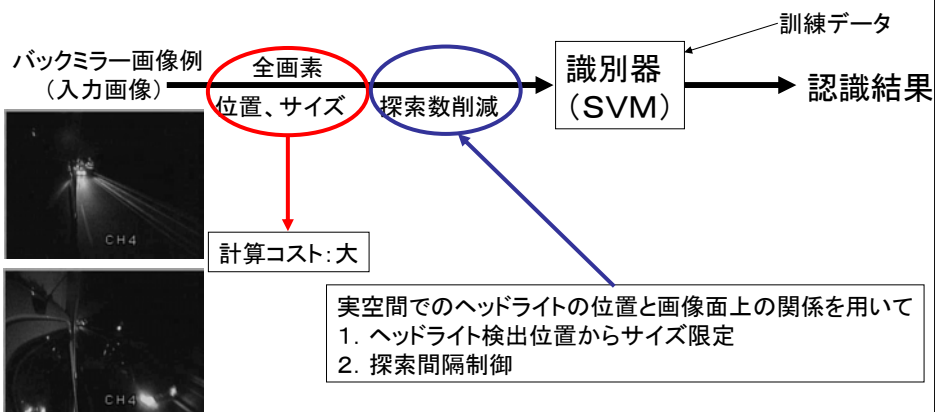 訓練データ
バックミラー画像例
(入力画像)
全画素
位置、サイズ
探索数削減
識別器
(SVM)
認識結果
CH4
計算コスト:大
CH4
実空間でのヘッドライトの位置と画像面上の関係を用いて
1. ヘッドライト検出位置からサイズ限定
2. 探索間隔制御